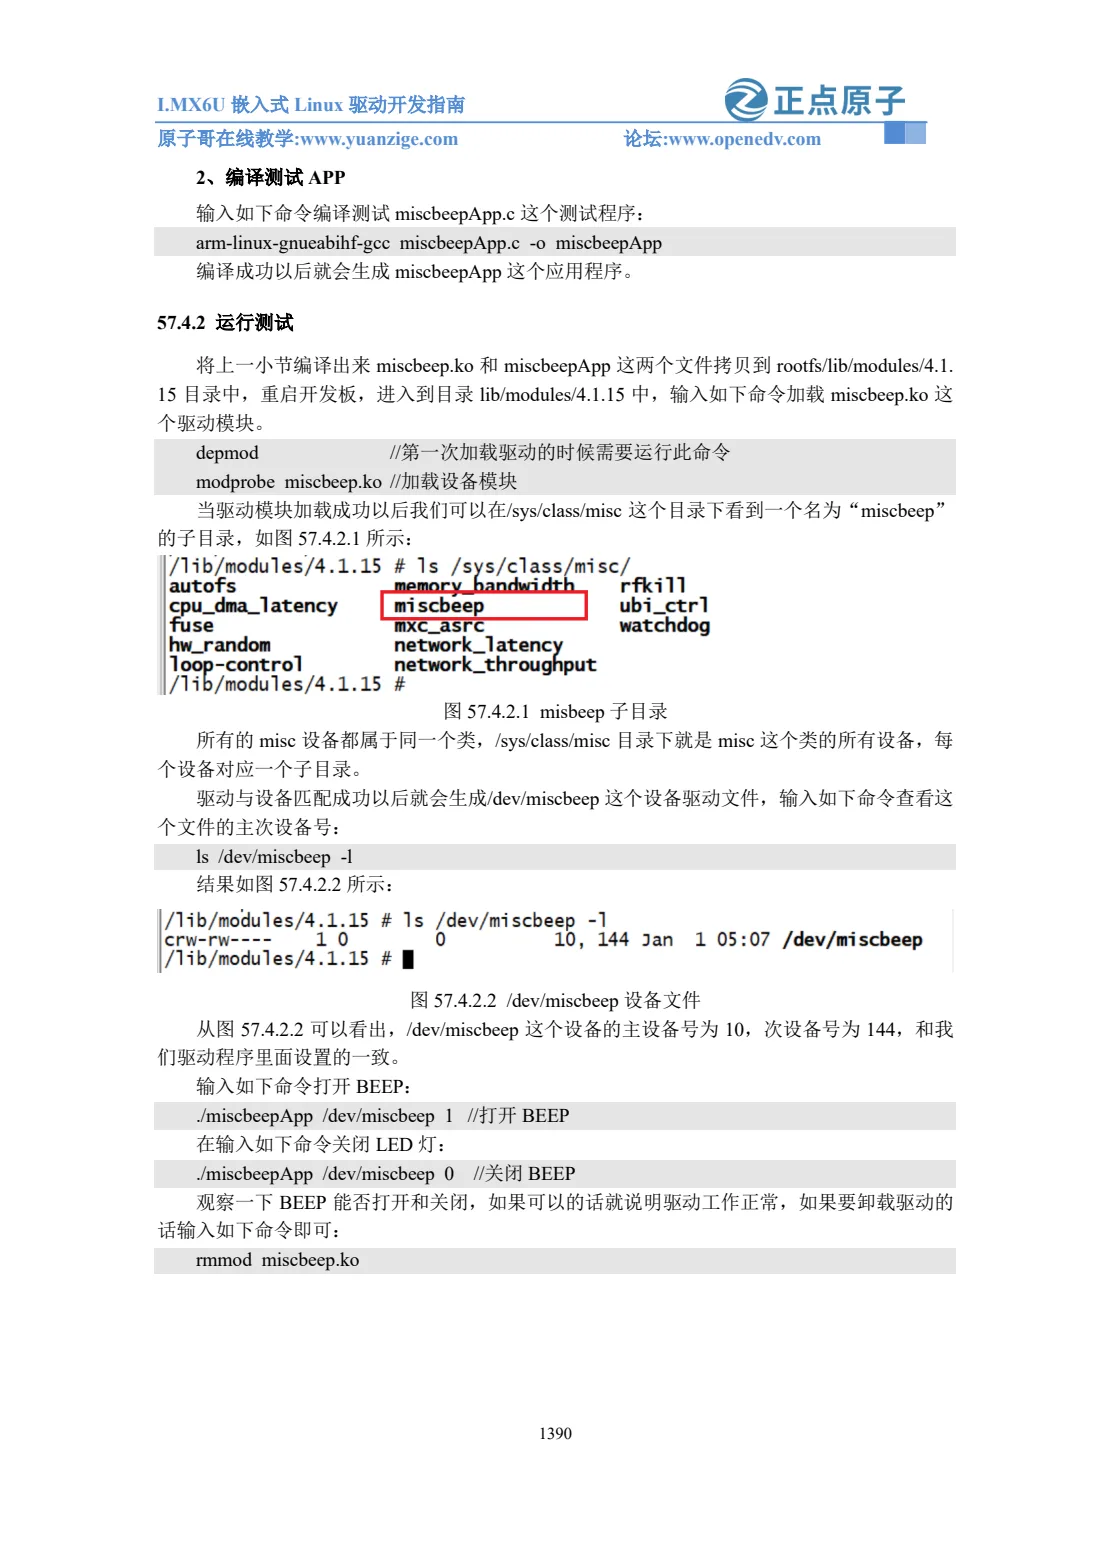 I.MX6U 嵌入式 Linux 驱动开发指南
正点原子
原子哥在线教学:www.yuanzige.com 论坛:www.openedv.com
2、编译测试 APP
输入如下命令编译测试 miscbeepApp.c 这个测试程序：
arm-linux-gnueabihf-gcc miscbeepApp.c -o miscbeepApp
编译成功以后就会生成 miscbeepApp 这个应用程序。
57.4.2 运行测试
将上一小节编译出来 miscbeep.ko 和 miscbeepApp 这两个文件拷贝到 rootfs/lib/modules/4.1.
15 目录中，重启开发板，进入到目录 lib/modules/4.1.15 中，输入如下命令加载 miscbeep.ko 这
个驱动模块。
depmod //第一次加载驱动的时候需要运行此命令
modprobe miscbeep.ko //加载设备模块
当驱动模块加载成功以后我们可以在/sys/class/misc 这个目录下看到一个名为“miscbeep”
的子目录，如图 57.4.2.1 所示：
/lib/modules/4.1.15 # ls /sys/class/misc/
autofs memory_bandwidth rfkill
cpu_dma_latency miscbeep ubi_ctrl
fuse mxc_asrc watchdog
hw_random network_latency
loop-control network_throughput
/lib/modules/4.1.15 #
图 57.4.2.1 misbeep 子目录
所有的 misc 设备都属于同一个类，/sys/class/misc 目录下就是 misc 这个类的所有设备，每
个设备对应一个子目录。
驱动与设备匹配成功以后就会生成/dev/miscbeep 这个设备驱动文件，输入如下命令查看这
个文件的主次设备号：
ls /dev/miscbeep -l
结果如图 57.4.2.2 所示：
/lib/modules/4.1.15 # ls /dev/miscbeep -l
crw-rw---- 1 0 0 10, 144 Jan 1 05:07 /dev/miscbeep
/lib/modules/4.1.15 #
图 57.4.2.2 /dev/miscbeep 设备文件
从图 57.4.2.2 可以看出，/dev/miscbeep 这个设备的主设备号为 10，次设备号为 144，和我
们驱动程序里面设置的一致。
输入如下命令打开 BEEP：
./miscbeepApp /dev/miscbeep 1 //打开 BEEP
在输入如下命令关闭 LED 灯：
./miscbeepApp /dev/miscbeep 0 //关闭 BEEP
观察一下 BEEP 能否打开和关闭，如果可以的话就说明驱动工作正常，如果要卸载驱动的
话输入如下命令即可：
rmmod miscbeep.ko
1390